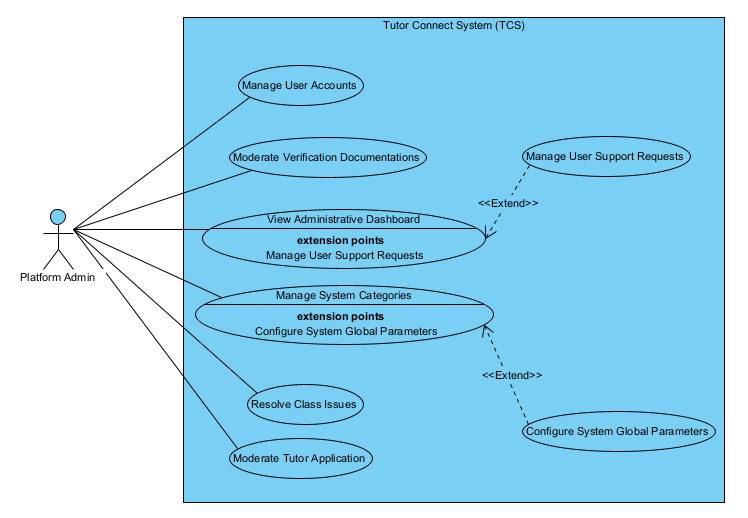 Tutor Connect System (TCS)
Manage User Accounts
Moderate Verification Documentations
Manage User Support Requests
<<Extend>>
View Administrative Dashboard
extension points
Manage User Support Requests
Platform Admin
Manage System Categories
extension points
Configure System Global Parameters
<<Extend>>
Resolve Class Issues
Configure System Global Parameters
Moderate Tutor Application